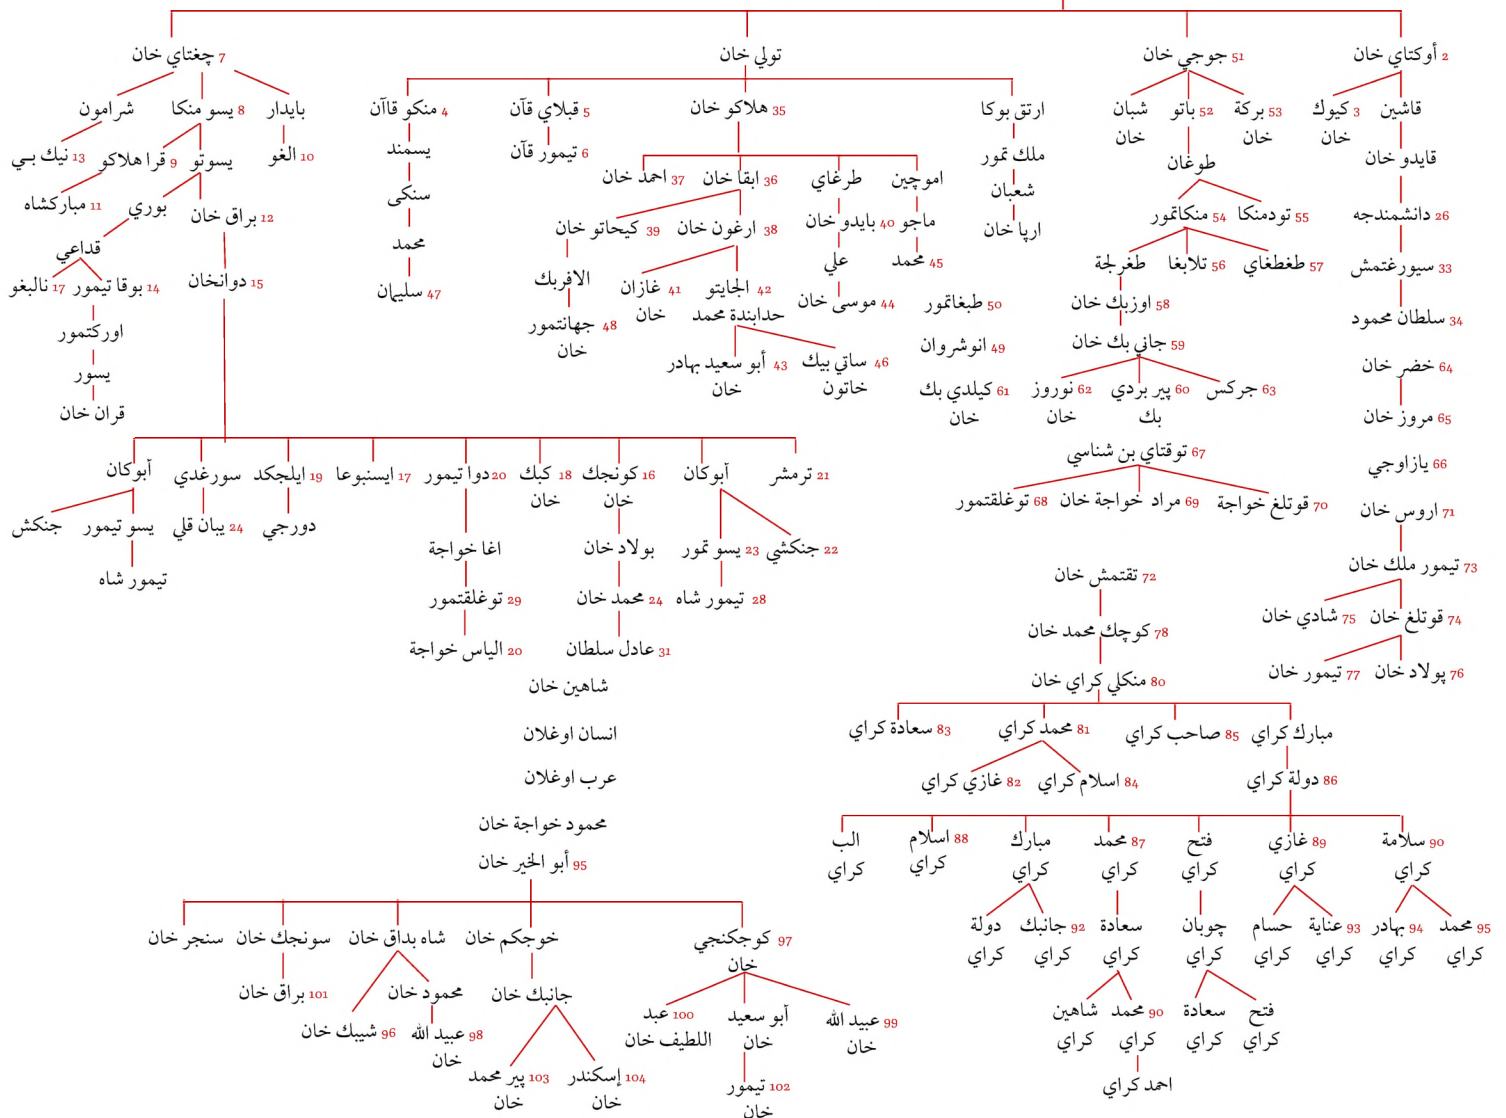 2 أوكتاي خان
51 جوجي خان
تولي خان
7 چغتاي خان
قاشين
3 كيوك
خان
53 بركة
خان
52 باتو
شبان
خان
ارتق بوكا
35 هلاكو خان
5 قبلاي قآن
4 منكو قاآن
بايدار
8 يسو منكا
شرامون
قايدو خان
طوغان
ملك تمور
6 تيمور قآن
يسمند
10 الغو
يسوتو
9 قرا هلاكو
13 نيك بي
26 دانشمندجه
55 تودمنكا
54 منكاتمور
شعبان
اموچين
طرغاي
36 ابقا خان
37 احمد خان
سنكى
12 براق خان
بوري
11 مباركشاه
33 سيورغتمش
57 طغطغاي
56 تلابغا
طغرلجة
ارپا خان
ماجو
40 بايدو خان
38 ارغون خان
39 كيحاتو خان
محمد
قداعي
34 سلطان محمود
58 اوزبك خان
45 محمد
علي
42 الجايتو
حدابندة محمد
41 غازان
خان
الافربك
47 سليمان
15 دوانخان
14 بوقا تيمور
17 نالبغو
64 خضر خان
59 جاني بك خان
50 طبغاتمور
44 موسى خان
48 جهانتمور
خان
اوركتمور
65 مروز خان
63 جركس
60 پير بردي
بك
62 نوروز
خان
49 انوشروان
46 ساتي بيك
خاتون
43 أبو سعيد بهادر
خان
يسور
61 كيلدي بك
خان
قران خان
66 يازاوجي
67 توقتاي بن شناسي
21 ترمشر
أبوكان
16 كونجك
خان
18 كبك
خان
20 دوا تيمور
17 ايسنبوعا
19 ايلجكد
سورغدي
أبوكان
71 اروس خان
70 قوتلغ خواجة
69 مراد خواجة خان
68 توغلقتمور
22 جنكشي
23 يسو تمور
بولاد خان
اغا خواجة
دورجي
24 يبان قلي
يسو تيمور
جنكش
73 تيمور ملك خان
72 تقتمش خان
28 تيمور شاه
24 محمد خان
29 توغلقتمور
تيمور شاه
74 قوتلغ خان
75 شادي خان
78 كوچك محمد خان
31 عادل سلطان
20 الياس خواجة
76 پولاد خان
77 تيمور خان
80 منكلي كراي خان
شاهين خان
مبارك كراي
85 صاحب كراي
81 محمد كراي
83 سعادة كراي
انسان اوغلان
86 دولة كراي
84 اسلام كراي
82 غازي كراي
عرب اوغلان
محمود خواجة خان
90 سلامة
كراي
89 غازي
كراي
فتح
كراي
87 محمد
كراي
مبارك
كراي
88 اسلام
كراي
الب
كراي
95 أبو الخير خان
95 محمد
كراي
94 بهادر
كراي
93 عناية
كراي
حسام
كراي
چوبان
كراي
سعادة
كراي
92 جانبك
كراي
دولة
كراي
97 كوجكنجي
خان
خوجكم خان
شاه بداق خان
سونجك خان
سنجر خان
فتح
كراي
سعادة
كراي
90 محمد
كراي
شاهين
كراي
احمد كراي
99 عبيد الله
خان
أبو سعيد
خان
100 عبد
اللطيف خان
جانبك خان
محمود خان
101 براق خان
98 عبيد الله
خان
96 شيبك خان
102 تيمور
خان
104 إسكندر
خان
103 پير محمد
خان